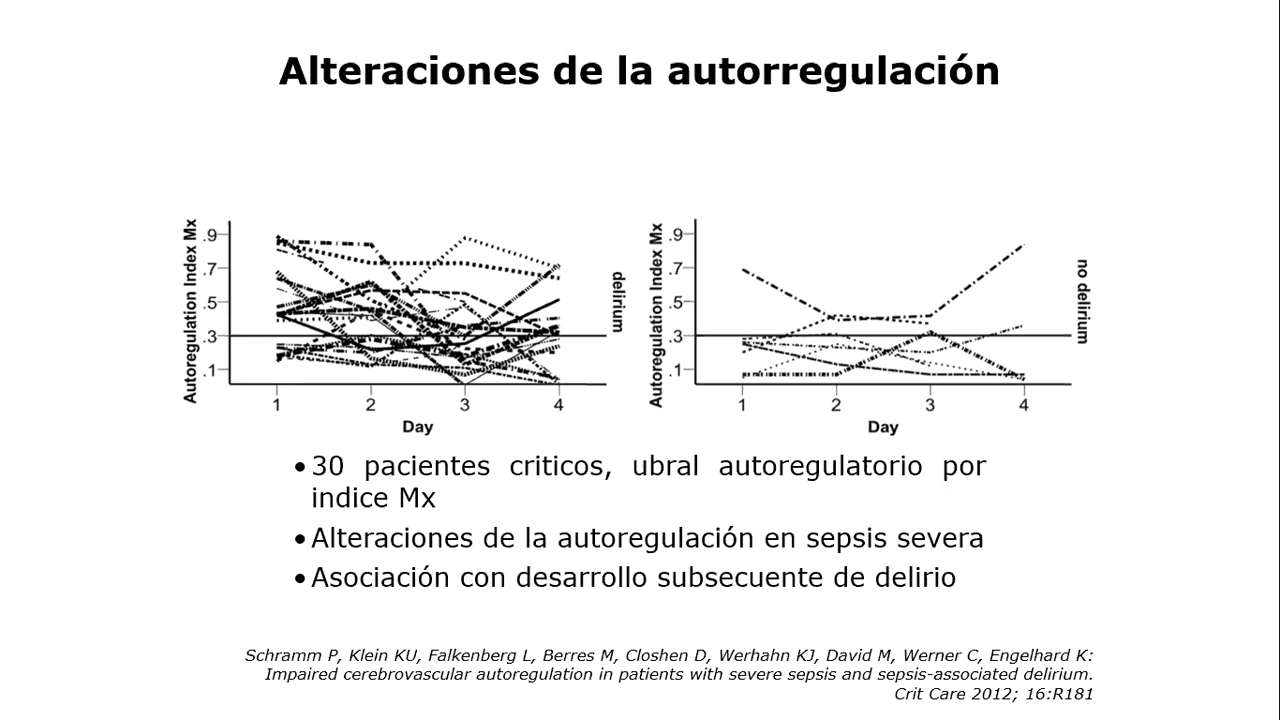 Alteraciones de la autorregulación
Autoregulation Index Mx
.9
.7
.5
.3
.1
1 2 3 4
Day
delirium
Autoregulation Index Mx
.9
.7
.5
.3
.1
1 2 3 4
Day
no delirium
• 30 pacientes criticos, ubral autoregulatorio por
indice Mx
• Alteraciones de la autoregulación en sepsis severa
• Asociación con desarrollo subsecuente de delirio
Schramm P, Klein KU, Falkenberg L, Berres M, Closhen D, Werhahn KJ, David M, Werner C, Engelhard K:
Impaired cerebrovascular autoregulation in patients with severe sepsis and sepsis-associated delirium.
Crit Care 2012; 16:R181